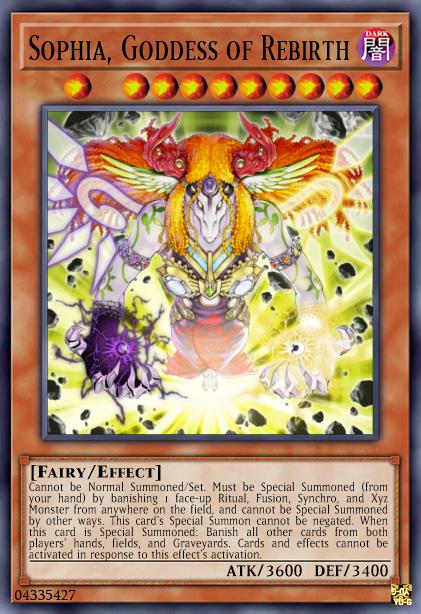 SOPHIA, GODDESS OF REBIRTH
DARK
闇
[FAIRY/EFFECT]
Cannot be Normal Summoned/Set. Must be Special Summoned (from
your hand) by banishing 1 face-up Ritual, Fusion, Synchro, and Xyz
Monster from anywhere on the field, and cannot be Special Summoned
by other ways. This card's Special Summon cannot be negated. When
this card is Special Summoned: Banish all other cards from both
players' hands, fields, and Graveyards. Cards and effects cannot be
activated in response to this effect's activation.
ATK/3600 DEF/3400
04335427